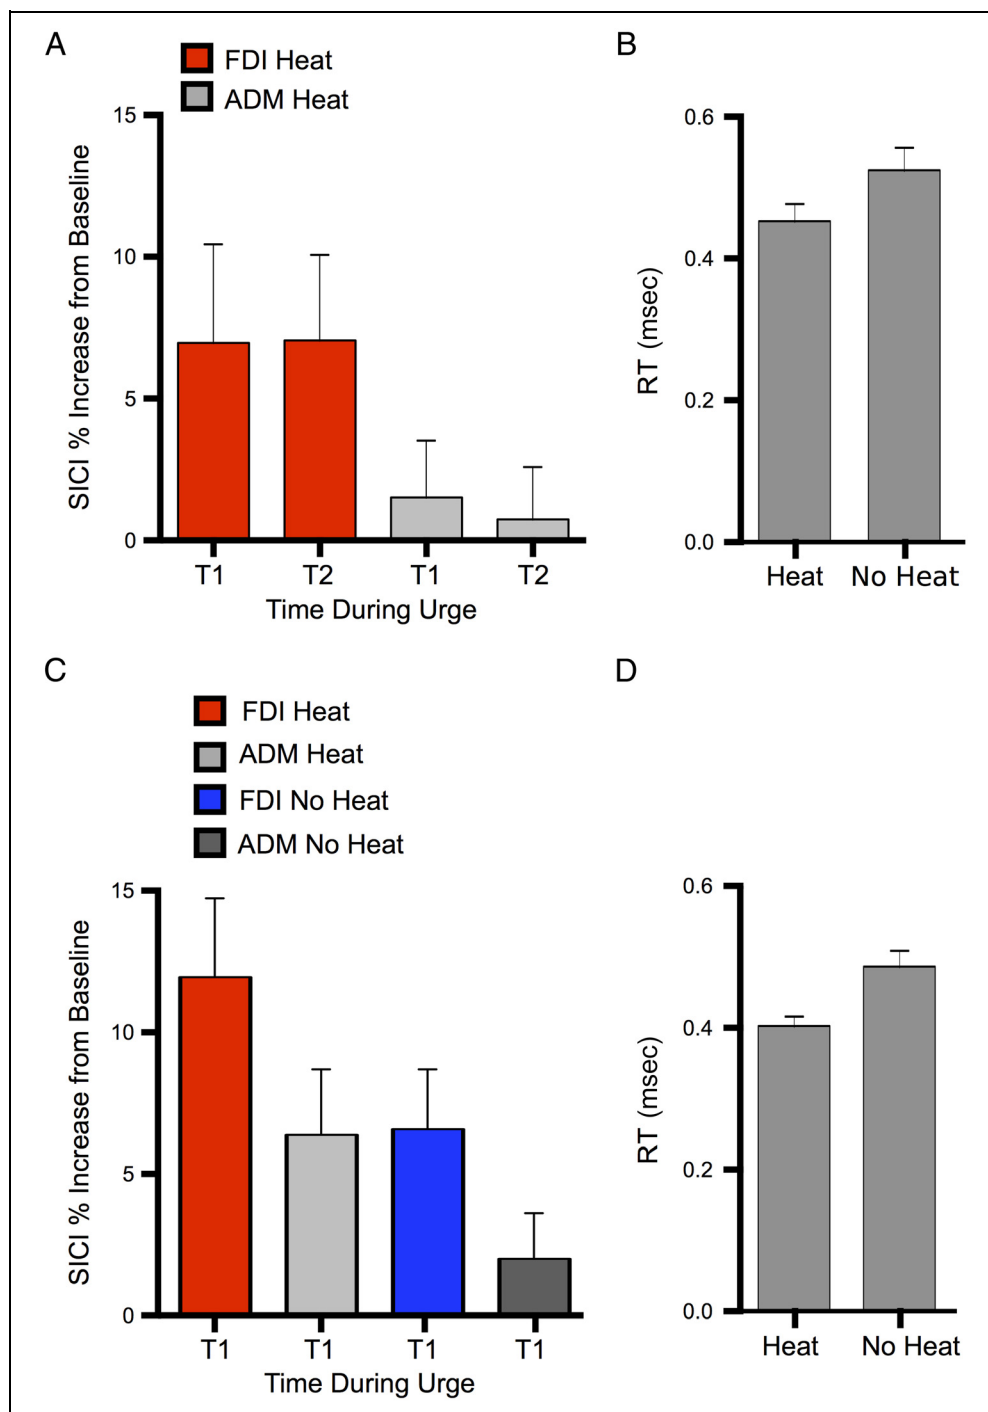 A
FDI Heat
ADM Heat
SICI % Increase from Baseline
15
10
5
0
T1 T2 T1 T2
Time During Urge
B
RT (msec)
0.6
0.4
0.2
0.0
Heat No Heat
C
FDI Heat
ADM Heat
FDI No Heat
ADM No Heat
SICI % Increase from Baseline
15
10
5
0
T1 T1 T1 T1
Time During Urge
D
RT (msec)
0.6
0.4
0.2
0.0
Heat No Heat